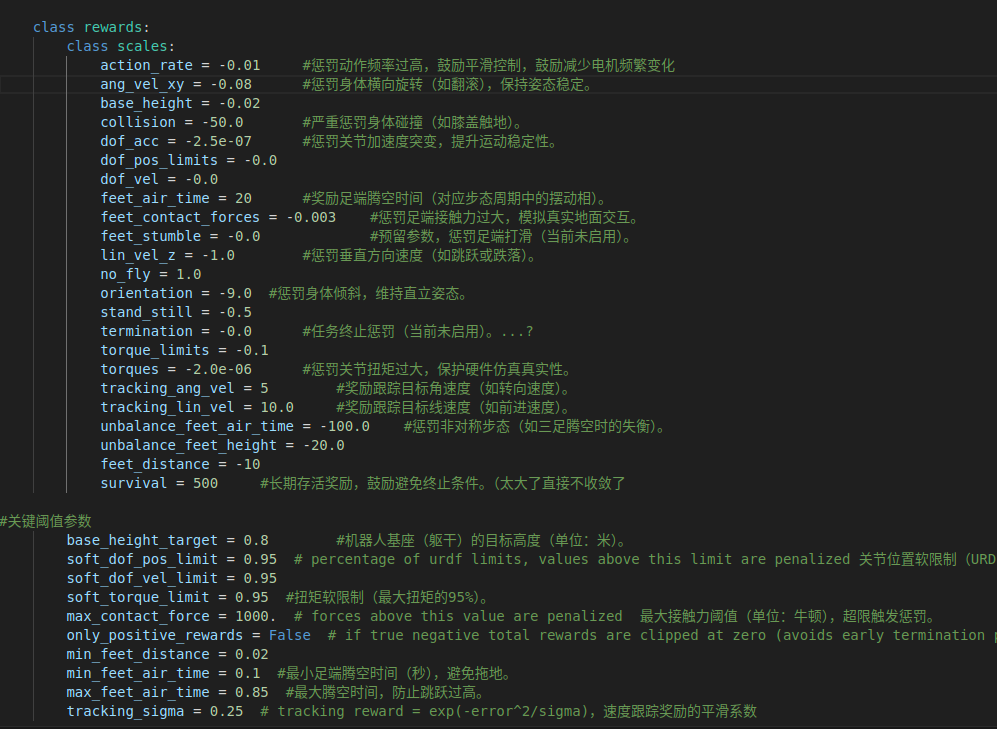 class rewards:
class scales:
action_rate = -0.01 #惩罚动作频率过高，鼓励平滑控制，鼓励减少电机频繁变化
ang_vel_xy = -0.08 #惩罚身体横向旋转（如翻滚），保持姿态稳定。
base_height = -0.02
collision = -50.0 #严重惩罚身体碰撞（如膝盖触地）。
dof_acc = -2.5e-07 #惩罚关节加速度突变，提升运动稳定性。
dof_pos_limits = -0.0
dof_vel = -0.0
feet_air_time = 20 #奖励足端腾空时间（对应步态周期中的摆动相）。
feet_contact_forces = -0.003 #惩罚足端接触力过大，模拟真实地面交互。
feet_stumble = -0.0 #预留参数，惩罚足端打滑（当前未启用）。
lin_vel_z = -1.0 #惩罚垂直方向速度（如跳跃或跌落）。
no_fly = 1.0
orientation = -9.0 #惩罚身体倾斜，维持直立姿态。
stand_still = -0.5
termination = -0.0 #任务终止惩罚（当前未启用）。...?
torque_limits = -0.1
torques = -2.0e-06 #惩罚关节扭矩过大，保护硬件仿真真实性。
tracking_ang_vel = 5 #奖励跟踪目标角速度（如转向速度）。
tracking_lin_vel = 10.0 #奖励跟踪目标线速度（如前进速度）。
unbalance_feet_air_time = -100.0 #惩罚非对称步态（如三足腾空时的失衡）。
unbalance_feet_height = -20.0
feet_distance = -10
survival = 500 #长期存活奖励，鼓励避免终止条件。（太大了直接不收敛了
#关键阈值参数
base_height_target = 0.8 #机器人基座（躯干）的目标高度（单位：米）。
soft_dof_pos_limit = 0.95 # percentage of urdf limits, values above this limit are penalized 关节位置软限制（URD
soft_dof_vel_limit = 0.95
soft_torque_limit = 0.95 #扭矩软限制（最大扭矩的95%）。
max_contact_force = 1000. # forces above this value are penalized 最大接触力阈值（单位：牛顿），超限触发惩罚。
only_positive_rewards = False # if true negative total rewards are clipped at zero (avoids early termination p
min_feet_distance = 0.02
min_feet_air_time = 0.1 #最小足端腾空时间（秒），避免拖地。
max_feet_air_time = 0.85 #最大腾空时间，防止跳跃过高。
tracking_sigma = 0.25 # tracking reward = exp(-error^2/sigma)，速度跟踪奖励的平滑系数